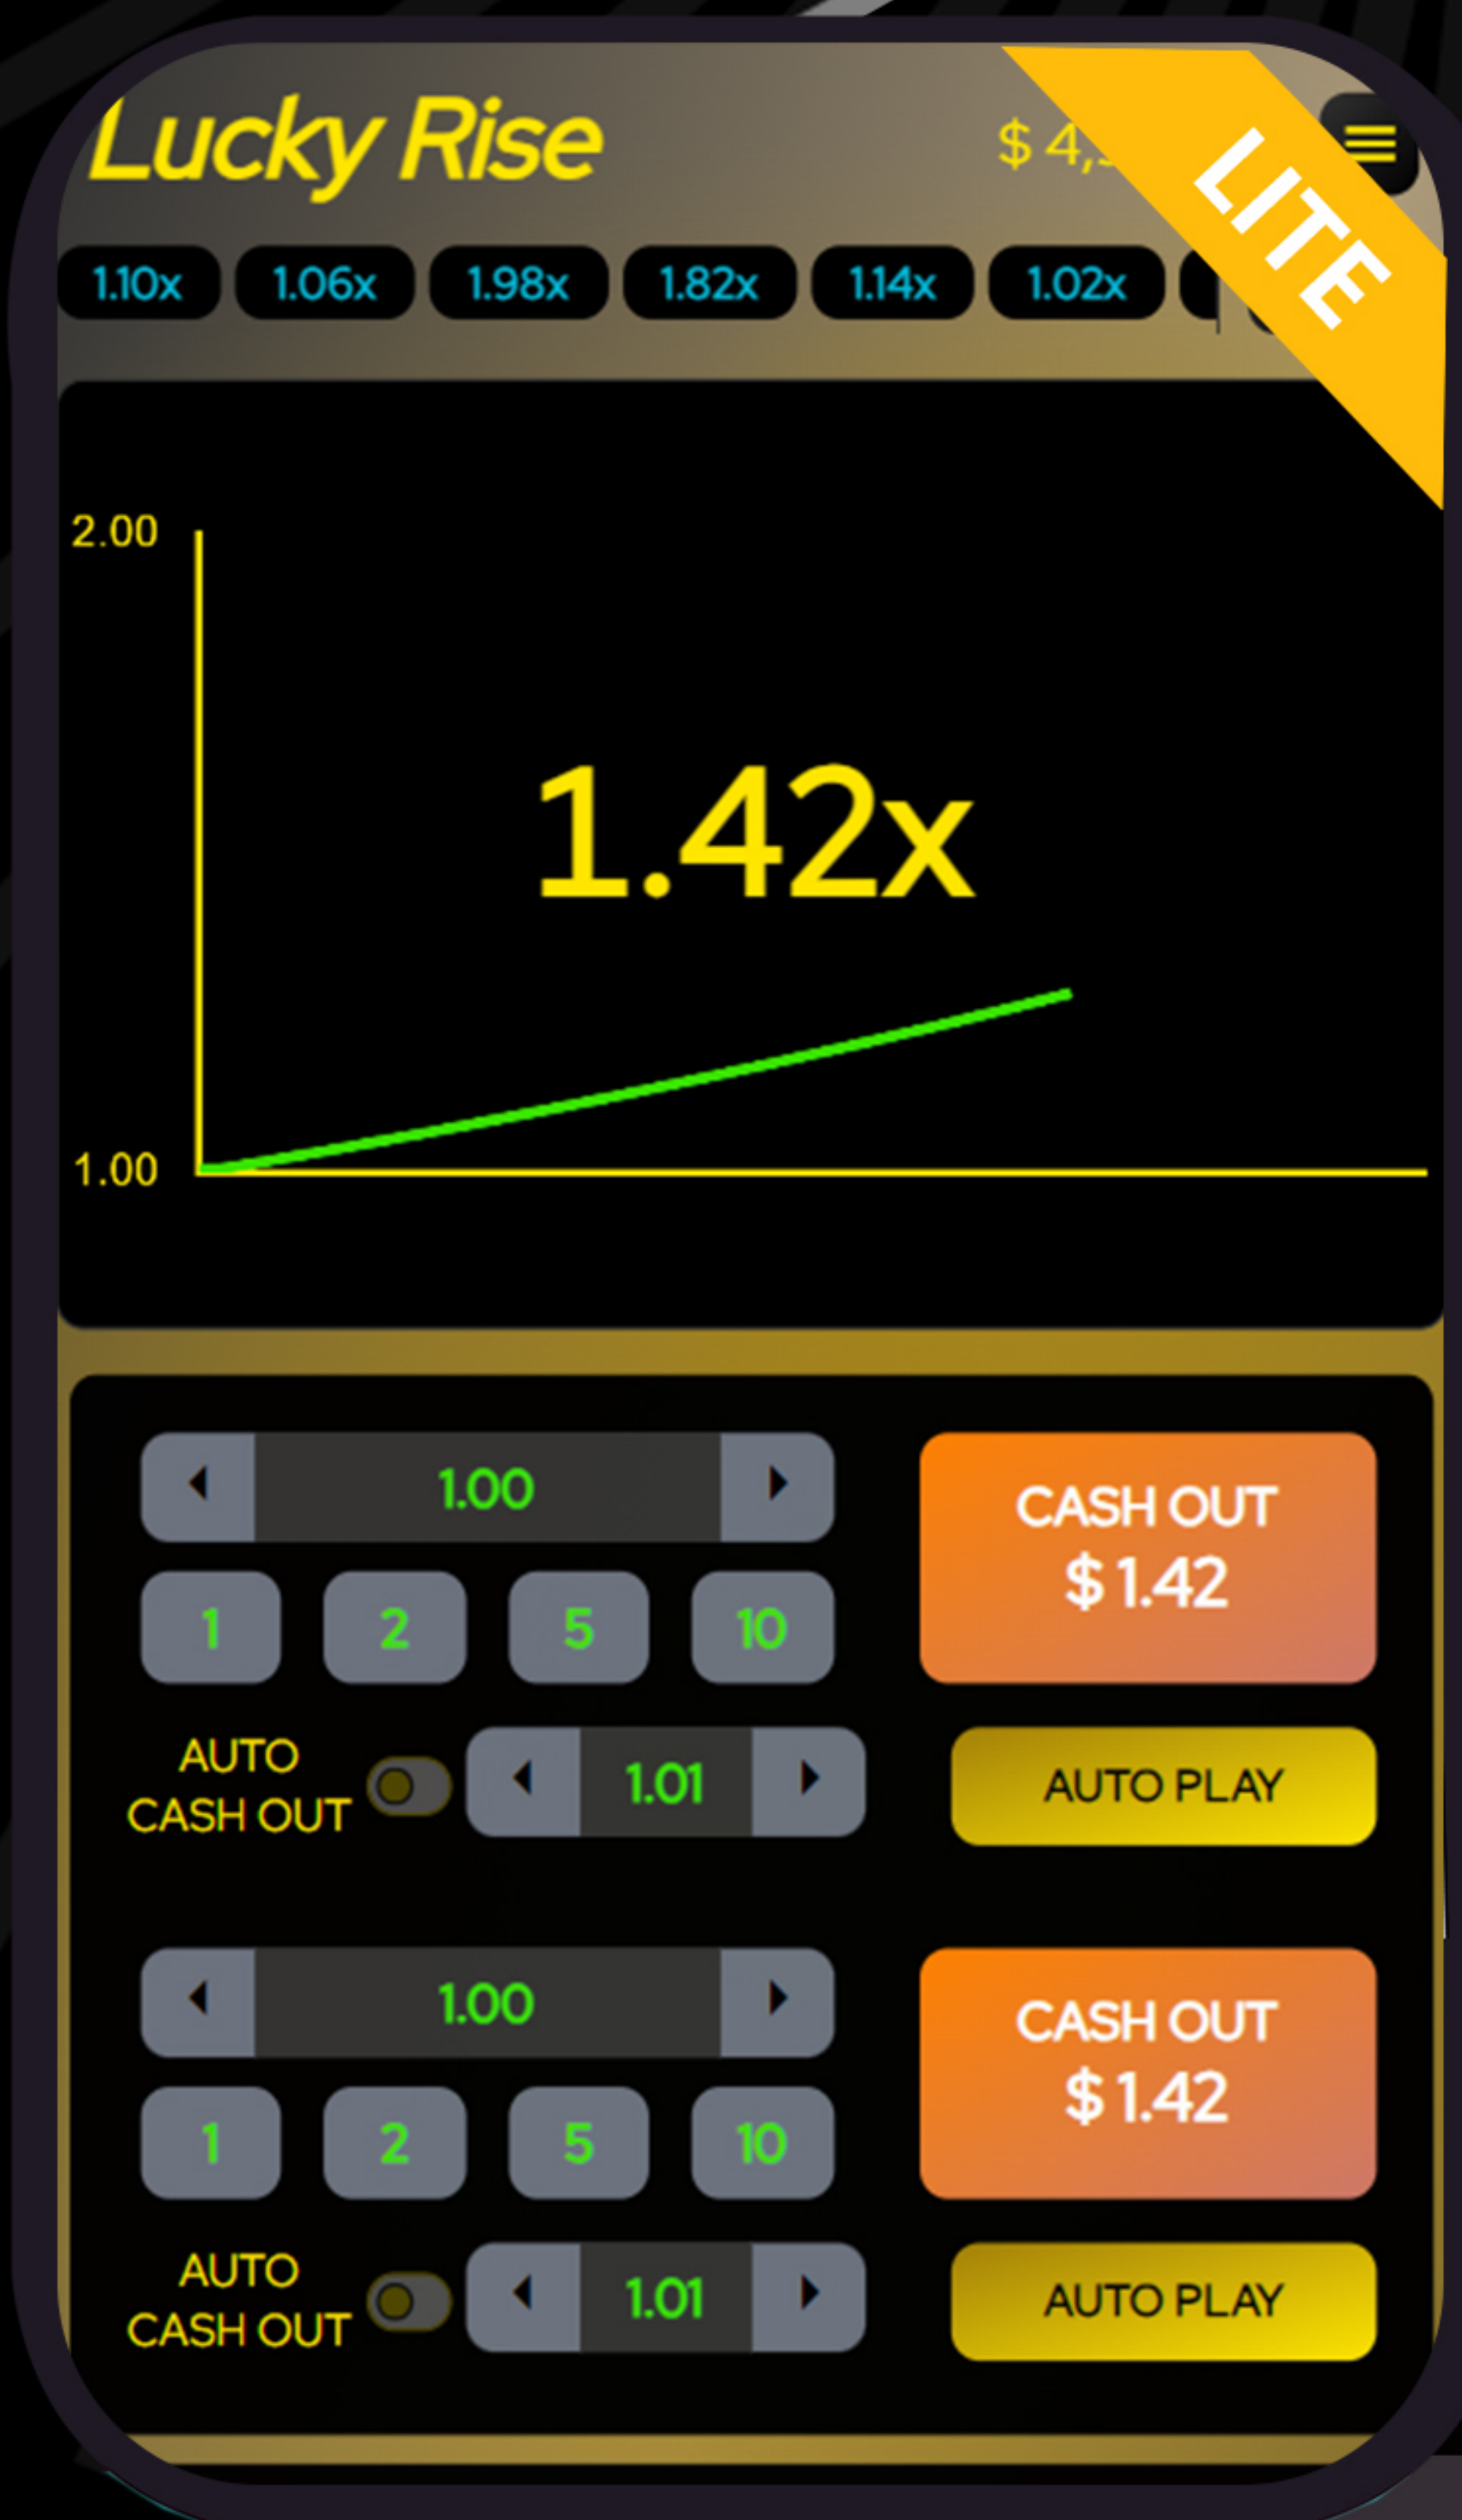 Lucky Rise
$ 4,
LITE
1.10x 1.06x 1.98x 1.82x 1.14x 1.02x
2.00
1.42x
1.00
1.00
CASH OUT
$ 1.42
1 2 5 10
AUTO
CASH OUT
1.01
AUTO PLAY
1.00
CASH OUT
$ 1.42
1 2 5 10
AUTO
CASH OUT
1.01
AUTO PLAY